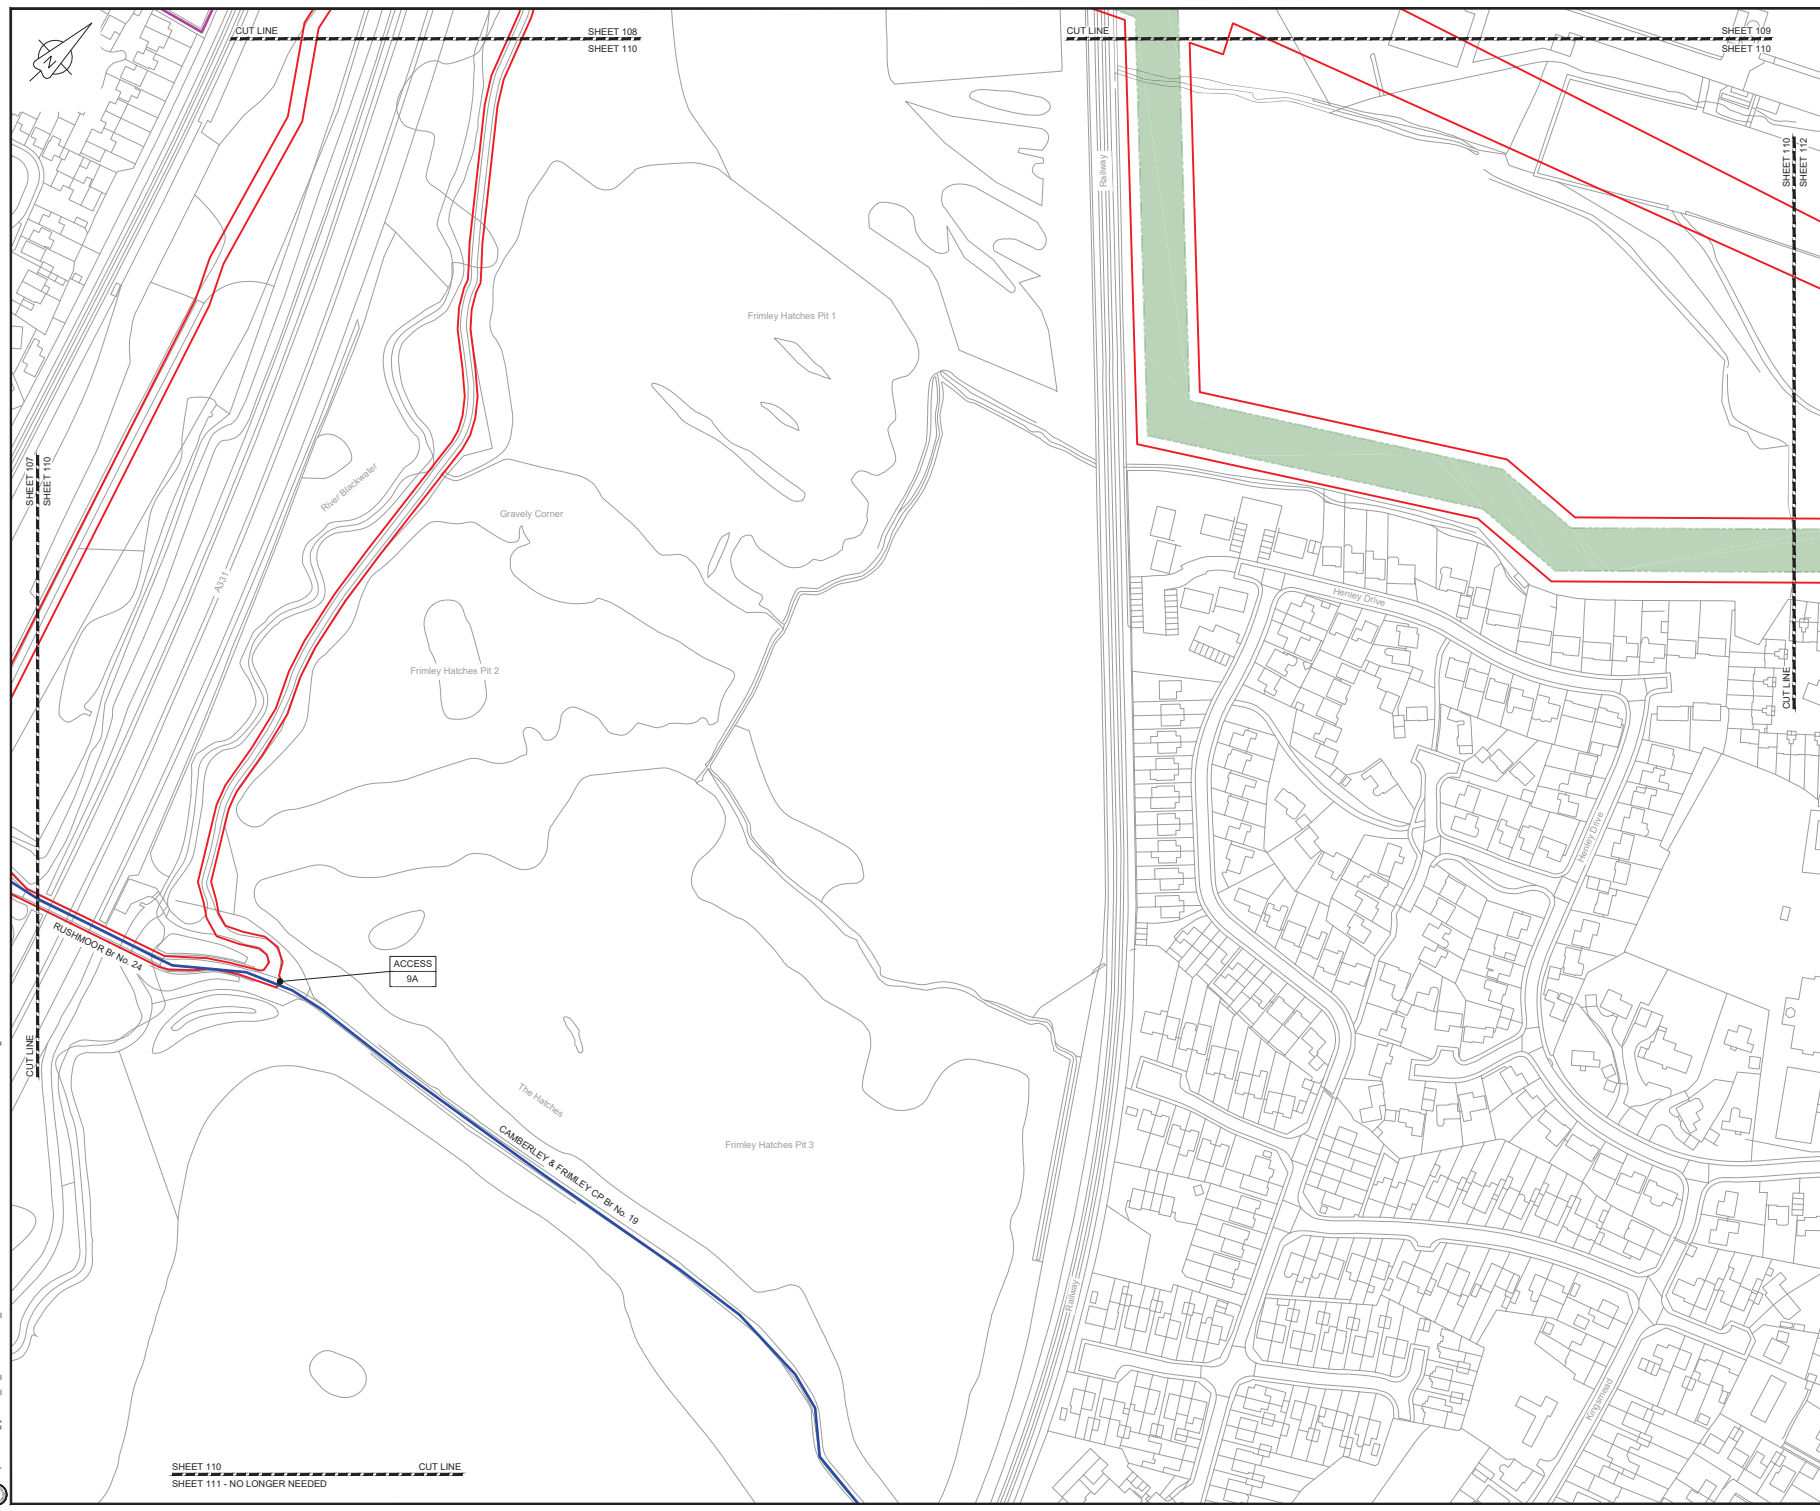 CUT LINE
SHEET 108
SHEET 110
CUT LINE
SHEET 109
SHEET 110
N
Railway
SHEET 110
SHEET 112
CUT LINE
Frimley Hatches Pit 1
SHEET 107
SHEET 110
CUT LINE
River Blackwater
Gravely Corner
A331
Henley Drive
Frimley Hatches Pit 2
Henley Drive
RUSHMOOR Br No. 24
ACCESS
9A
The Hatches
CAMBERLEY & FRIMLEY CP Br No. 19
Frimley Hatches Pit 3
Railway
Kingsmead
SHEET 110
CUT LINE
SHEET 111 - NO LONGER NEEDED